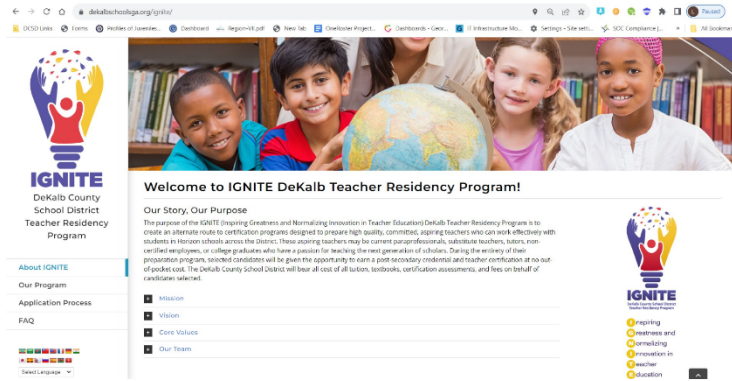 dekalbschoolsga.org/ignite/
Paused
DCSD Links
Forms
Profiles of Juveniles...
Dashboard
Region-VII.pdf
New Tab
OneRoster Project...
Dashboards - Geor...
IT Infrastructure Mo...
Settings - Site setti...
SOC Compliance |...
All Bookmar
IGNITE
DeKalb County
School District
Teacher Residency
Program
About IGNITE
Our Program
Application Process
FAQ
Select Language
Welcome to IGNITE DeKalb Teacher Residency Program!
Our Story, Our Purpose
The purpose of the IGNITE (Inspiring Greatness and Normalizing Innovation in Teacher Education) DeKalb Teacher Residency Program is to
create an alternate route to certification programs designed to prepare high quality, committed, aspiring teachers who can work effectively with
students in Horizon schools across the District. These aspiring teachers may be current paraprofessionals, substitute teachers, tutors, non-
certified employees, or college graduates who have a passion for teaching the next generation of scholars. During the entirety of their
preparation program, selected candidates will be given the opportunity to earn a post-secondary credential and teacher certification at no out-
of-pocket cost. The DeKalb County School District will bear all cost of all tuition, textbooks, certification assessments, and fees on behalf of
candidates selected.
Mission
Vision
Core Values
Our Team
IGNITE
DeKalb County School District
Teacher Residency Program
Inspiring
Greatness and
Normalizing
Innovation in
Teacher
Education